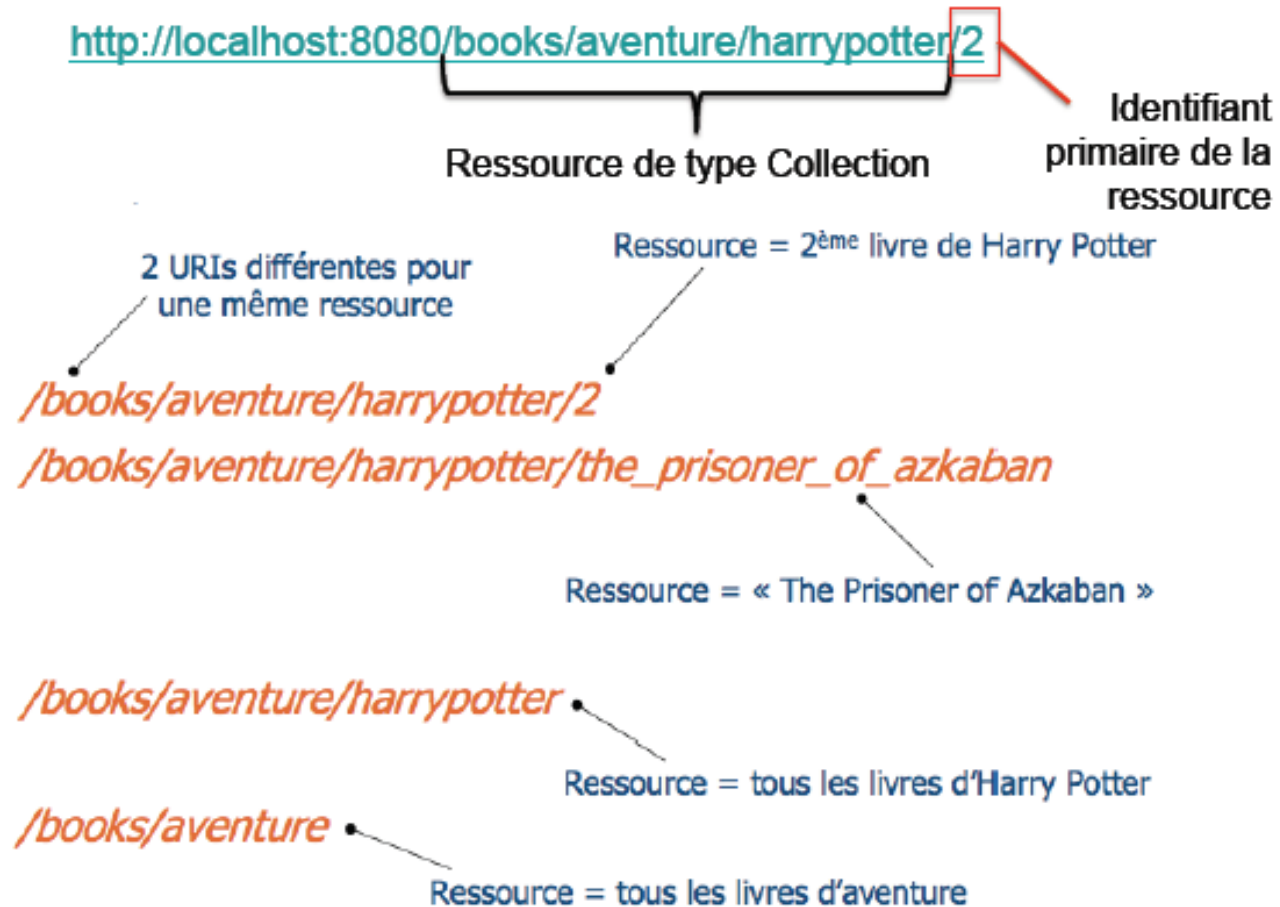 http://localhost:8080/books/aventure/harrypotter/2
Identifiant
primaire de la
ressource
Ressource de type Collection
2 URIs différentes pour
une même ressource
Ressource = 2ème livre de Harry Potter
/books/aventure/harrypotter/2
/books/aventure/harrypotter/the_prisoner_of_azkaban
Ressource = « The Prisoner of Azkaban »
/books/aventure/harrypotter
Ressource = tous les livres d'Harry Potter
/books/aventure
Ressource = tous les livres d'aventure